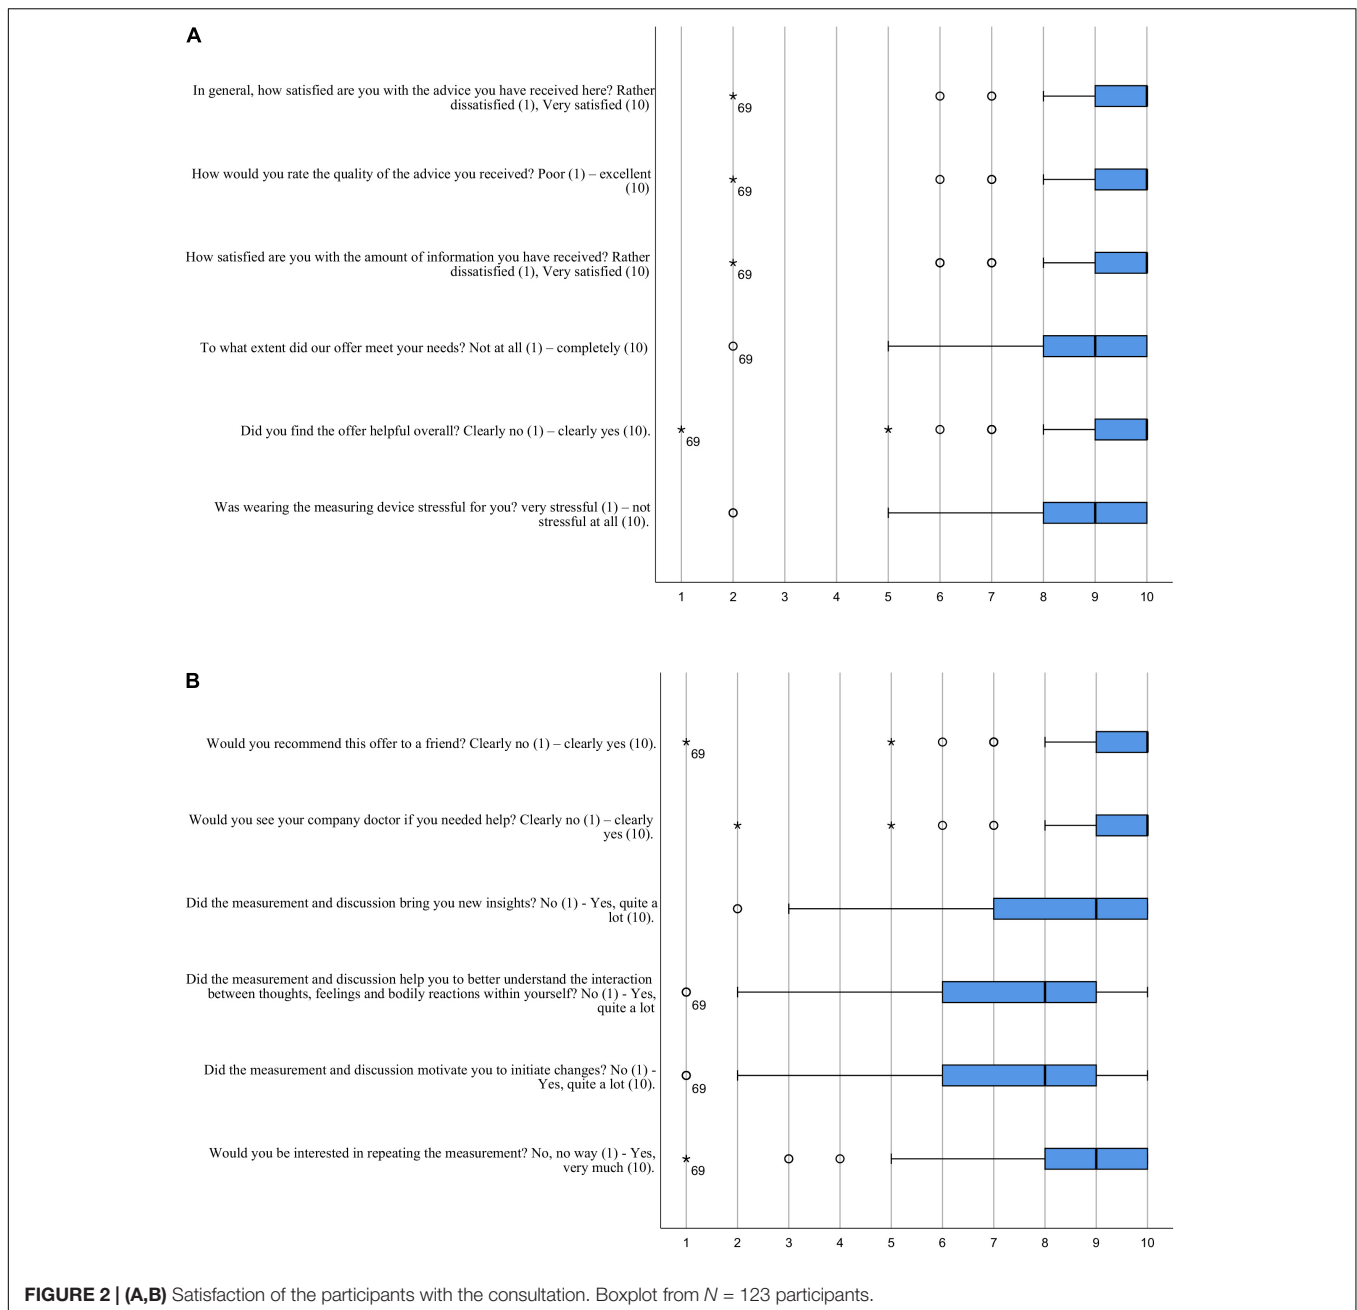 A
In general, how satisfied are you with the advice you have received here? Rather
dissatisfied (1), Very satisfied (10)
69
How would you rate the quality of the advice you received? Poor (1) – excellent
(10)
69
How satisfied are you with the amount of information you have received? Rather
dissatisfied (1), Very satisfied (10)
69
To what extent did our offer meet your needs? Not at all (1) – completely (10)
69
Did you find the offer helpful overall? Clearly no (1) – clearly yes (10).
69
Was wearing the measuring device stressful for you? very stressful (1) – not
stressful at all (10).
1 2 3 4 5 6 7 8 9 10
B
Would you recommend this offer to a friend? Clearly no (1) – clearly yes (10).
69
Would you see your company doctor if you needed help? Clearly no (1) – clearly
yes (10).
Did the measurement and discussion bring you new insights? No (1) - Yes, quite a
lot (10).
Did the measurement and discussion help you to better understand the interaction
between thoughts, feelings and bodily reactions within yourself? No (1) - Yes,
quite a lot
69
Did the measurement and discussion motivate you to initiate changes? No (1) -
Yes, quite a lot (10).
69
Would you be interested in repeating the measurement? No, no way (1) - Yes,
very much (10).
69
1 2 3 4 5 6 7 8 9 10
FIGURE 2 | (A,B) Satisfaction of the participants with the consultation. Boxplot from N = 123 participants.